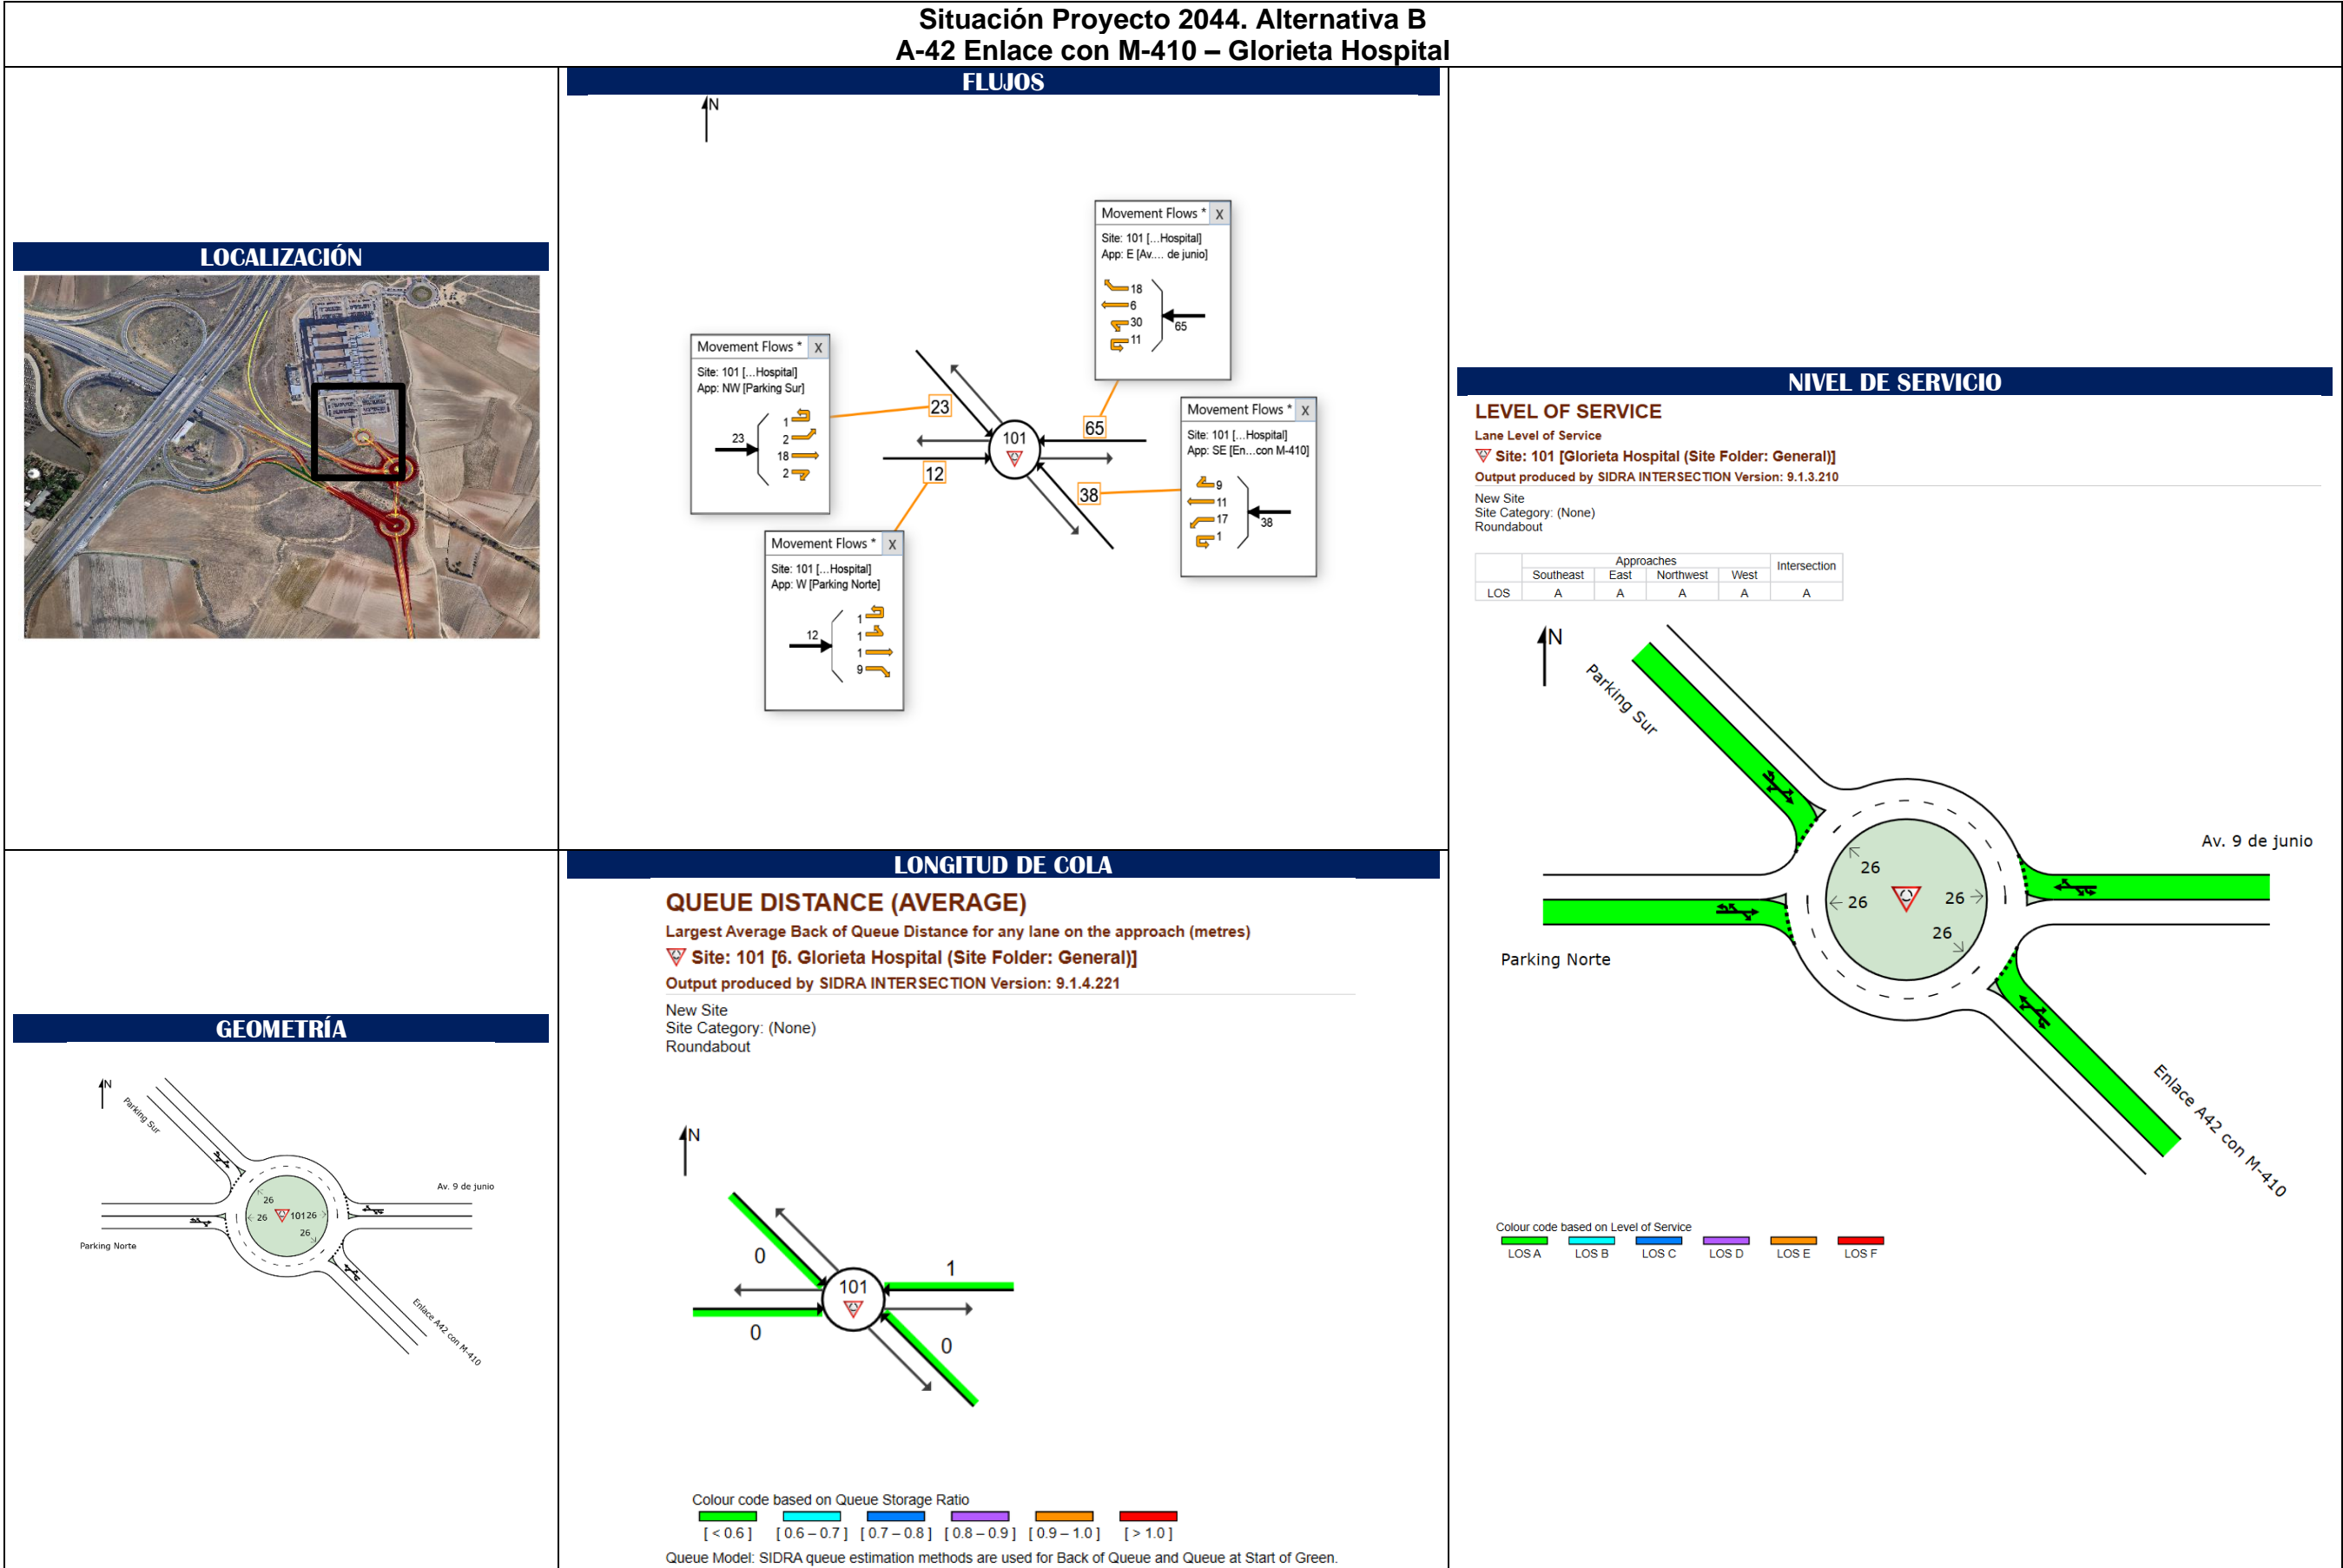 Situación Proyecto 2044. Alternativa B
A-42 Enlace con M-410 – Glorieta Hospital
LOCALIZACIÓN
FLUJOS
N
Movement Flows * X
Site: 101 [...Hospital]
App: E [Av.... de junio]
18
6
30
11
65
Movement Flows * X
Site: 101 [...Hospital]
App: NW [Parking Sur]
23
1
2
18
2
Movement Flows * X
Site: 101 [...Hospital]
App: SE [En...con M-410]
9
11
17
1
38
Movement Flows * X
Site: 101 [...Hospital]
App: W [Parking Norte]
12
1
1
1
9
23
65
101
12
38
NIVEL DE SERVICIO
LEVEL OF SERVICE
Lane Level of Service
Site: 101 [Glorieta Hospital (Site Folder: General)]
Output produced by SIDRA INTERSECTION Version: 9.1.3.210
New Site
Site Category: (None)
Roundabout
Approaches Intersection
Southeast East Northwest West
LOS A A A A A
N
Parking Sur
Av. 9 de junio
26
26
26
26
Parking Norte
Enlace A42 con M-410
Colour code based on Level of Service
LOS A LOS B LOS C LOS D LOS E LOS F
GEOMETRÍA
N
Parking Sur
Av. 9 de junio
26
26 101 26
26
Parking Norte
Enlace A42 con M-410
LONGITUD DE COLA
QUEUE DISTANCE (AVERAGE)
Largest Average Back of Queue Distance for any lane on the approach (metres)
Site: 101 [6. Glorieta Hospital (Site Folder: General)]
Output produced by SIDRA INTERSECTION Version: 9.1.4.221
New Site
Site Category: (None)
Roundabout
N
0
1
101
0
0
Colour code based on Queue Storage Ratio
[ < 0.6 ] [ 0.6 – 0.7 ] [ 0.7 – 0.8 ] [ 0.8 – 0.9 ] [ 0.9 – 1.0 ] [ > 1.0 ]
Queue Model: SIDRA queue estimation methods are used for Back of Queue and Queue at Start of Green.